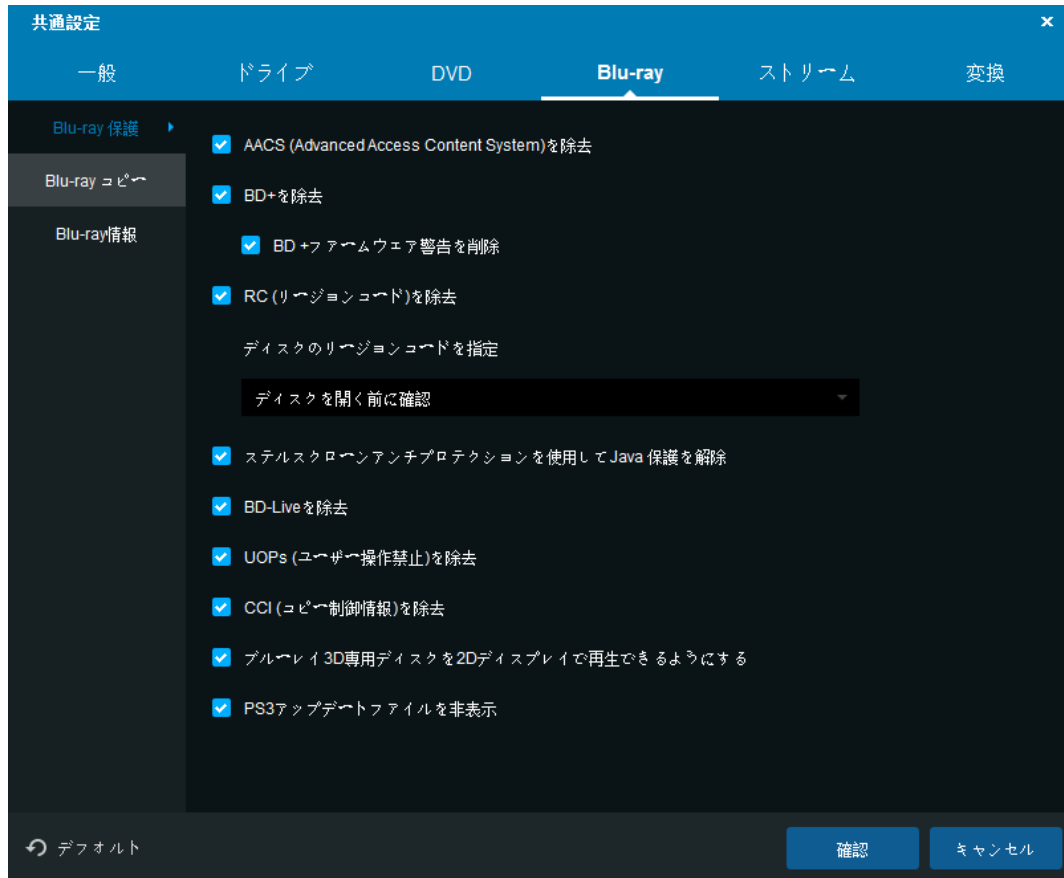 共通設定
一般 ドライブ DVD Blu-ray ストリーム 変換
Blu-ray 保護
Blu-ray コピー
Blu-ray情報
AACS (Advanced Access Content System)を除去
BD+を除去
BD +ファームウェア警告を削除
RC (リージョンコード)を除去
ディスクのリージョンコードを指定
ディスクを開く前に確認
ステルスクローンアンチプロテクションを使用してJava 保護を解除
BD-Liveを除去
UOPs (ユーザー操作禁止)を除去
CCI (コピー制御情報)を除去
ブルーレイ3D専用ディスクを2Dディスプレイで再生できるようにする
PS3アップデートファイルを非表示
デフォルト 確認 キャンセル